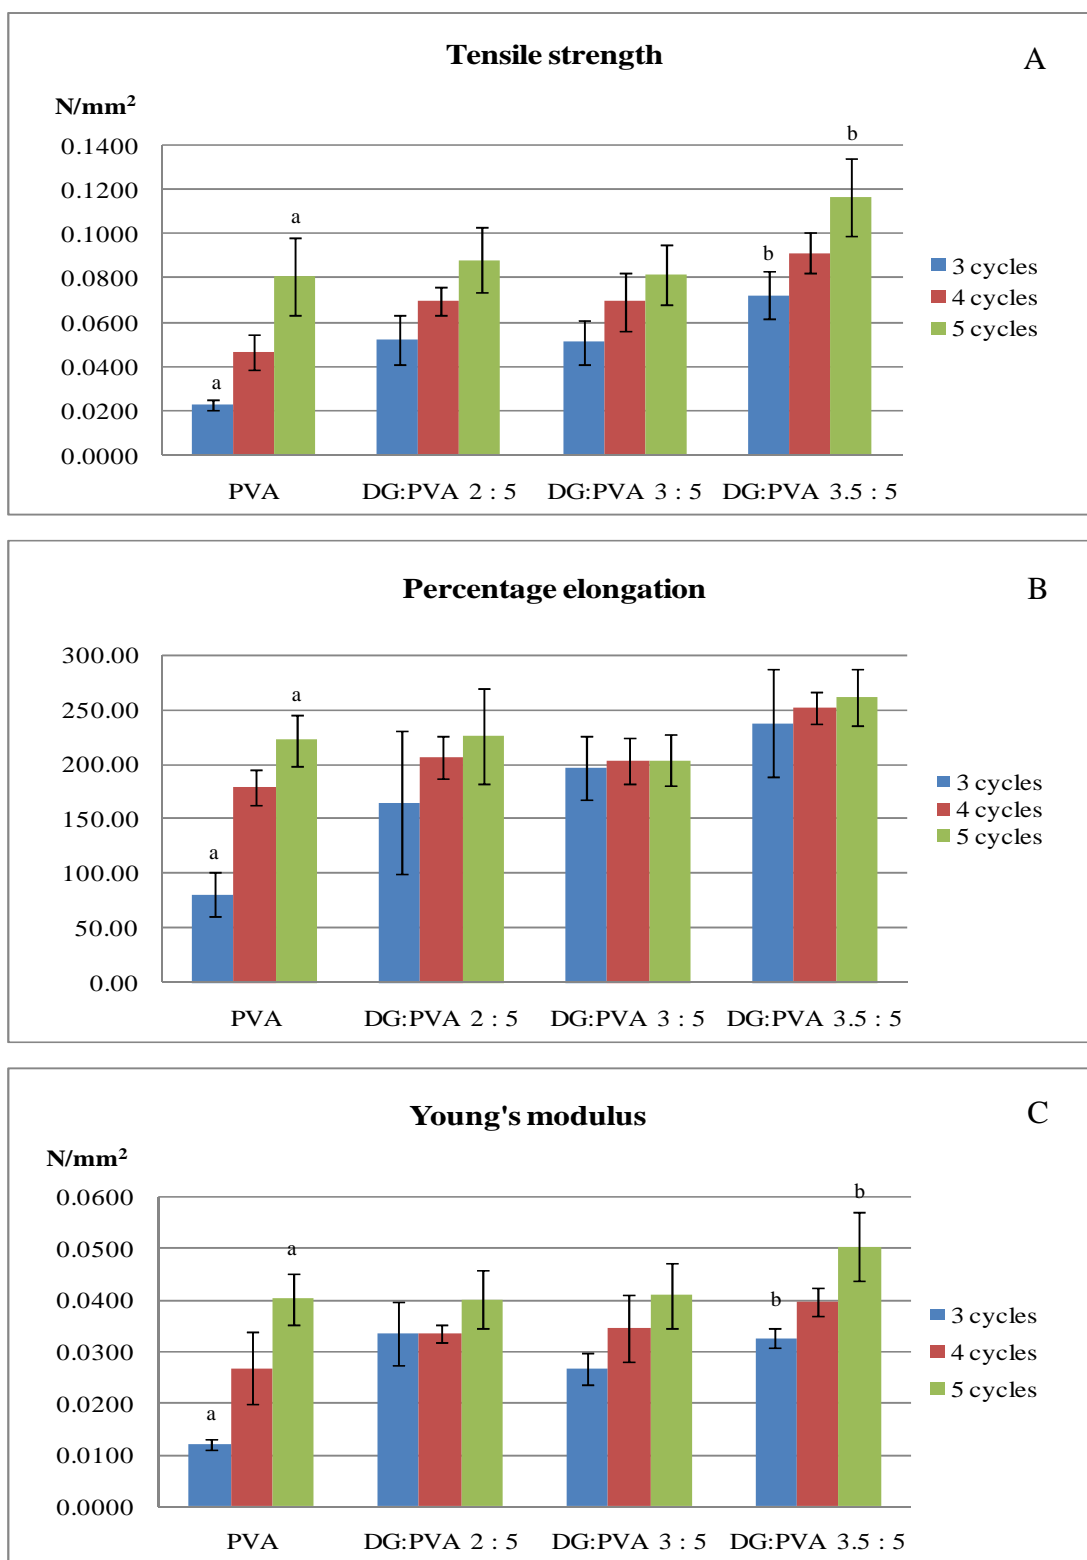 Tensile strength
A
N/mm²
0.1400
0.1200
0.1000
0.0800
0.0600
0.0400
0.0200
0.0000
a
a
b
b
PVA
DG:PVA 2 : 5
DG:PVA 3 : 5
DG:PVA 3.5 : 5
3 cycles
4 cycles
5 cycles
Percentage elongation
B
300.00
250.00
200.00
150.00
100.00
50.00
0.00
a
a
PVA
DG:PVA 2 : 5
DG:PVA 3 : 5
DG:PVA 3.5 : 5
3 cycles
4 cycles
5 cycles
Young's modulus
C
N/mm²
0.0600
0.0500
0.0400
0.0300
0.0200
0.0100
0.0000
a
a
b
b
PVA
DG:PVA 2 : 5
DG:PVA 3 : 5
DG:PVA 3.5 : 5
3 cycles
4 cycles
5 cycles